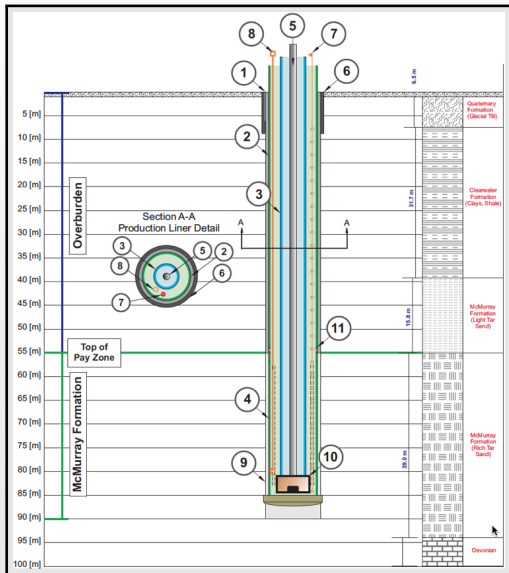 8
5
7
1
6
6.5 m
Quaternary
Formation
(Glacial Till)
5 [m]
10 [m]
2
15 [m]
20 [m]
31.7 m
Clearwater
Formation
(Clays, Shale)
25 [m]
Overburden
Section A-A
Production Liner Detail
3
A
A
30 [m]
35 [m]
3
5
2
8
6
7
40 [m]
45 [m]
15.8 m
McMurray
Formation
(Light Tar
Sand)
50 [m]
11
Top of
Pay Zone
55 [m]
60 [m]
65 [m]
4
70 [m]
McMurray Formation
39.0 m
McMurray
Formation
(Rich Tar
Sand)
75 [m]
9
10
80 [m]
85 [m]
90 [m]
95 [m]
Devonian
100 [m]